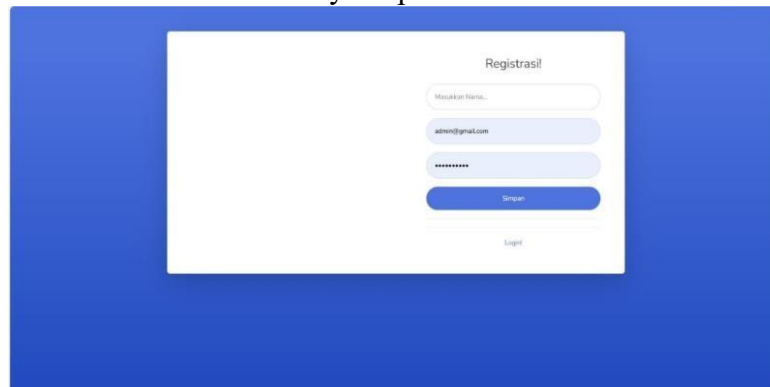 Registrasi!
Masukkan Nama...
admin@gmail.com
••••••••••
Simpan
Login!